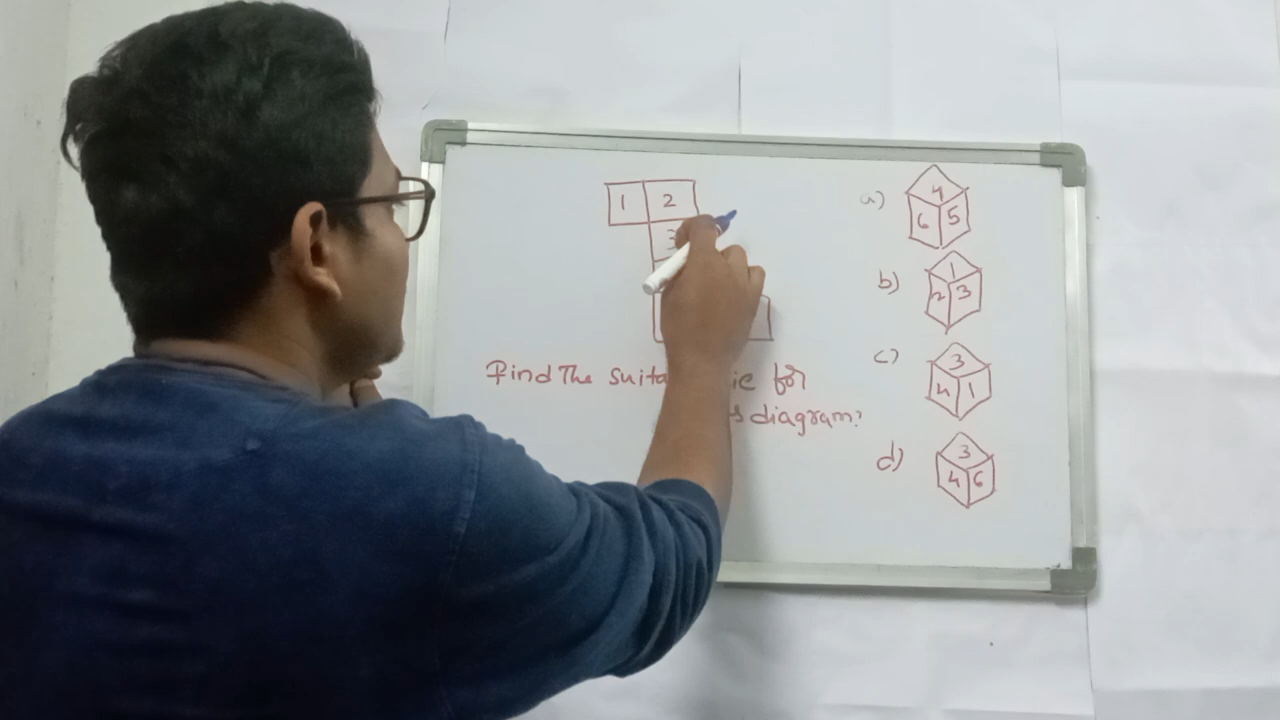 1 2
3
Find The suita
ic for
s diagram?
a) 4 6 5
b) 1 2 3
c) 3 4 1
d) 3 4 6